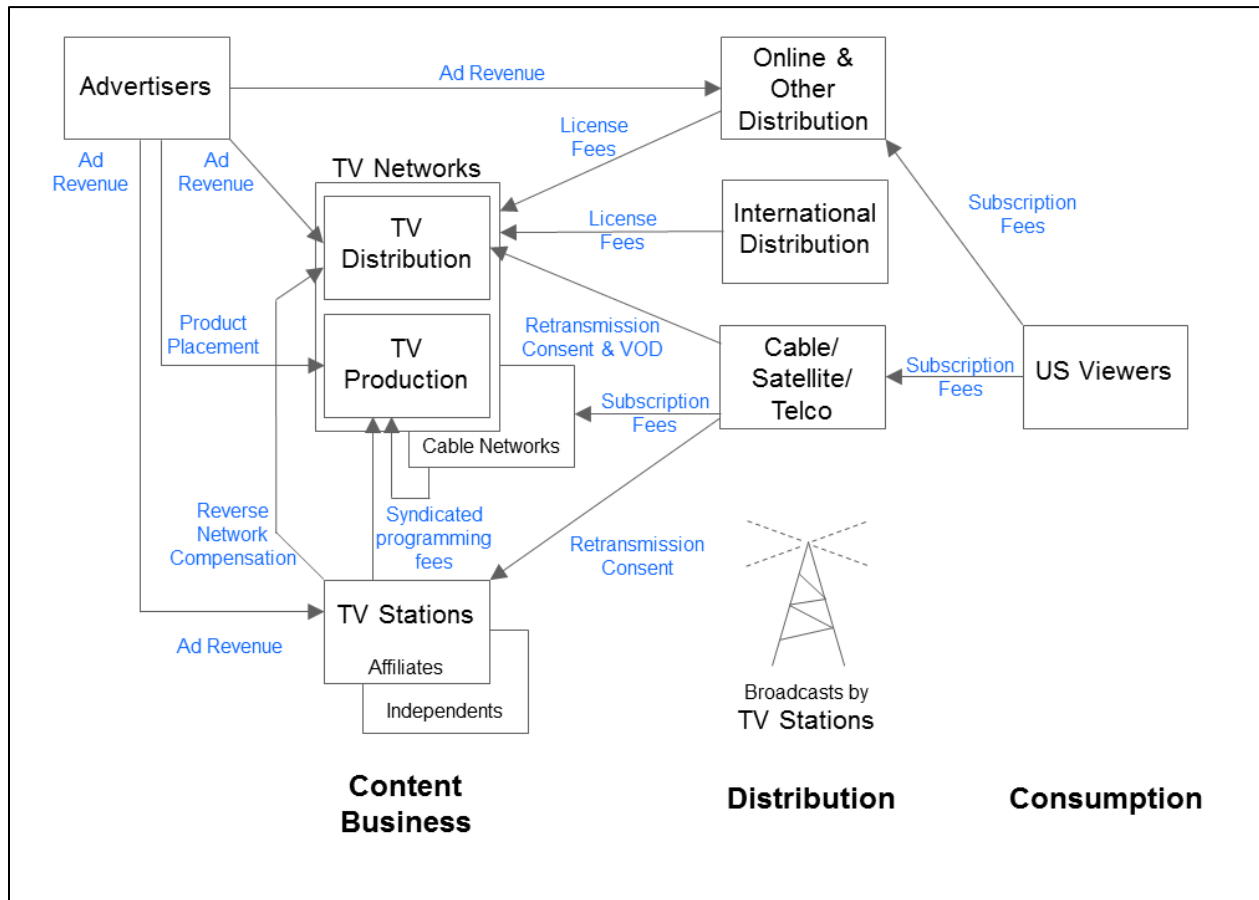 Advertisers
Ad Revenue
Online &
Other
Distribution
License
Fees
Ad
Revenue
Ad
Revenue
TV Networks
TV
Distribution
License
Fees
International
Distribution
Subscription
Fees
Product
Placement
TV
Production
Retransmission
Consent & VOD
Cable/
Satellite/
Telco
Subscription
Fees
US Viewers
Subscription
Fees
Cable Networks
Reverse
Network
Compensation
Syndicated
programming
fees
Retransmission
Consent
TV Stations
Ad Revenue
Affiliates
Independents
Broadcasts by
TV Stations
Content
Business
Distribution
Consumption